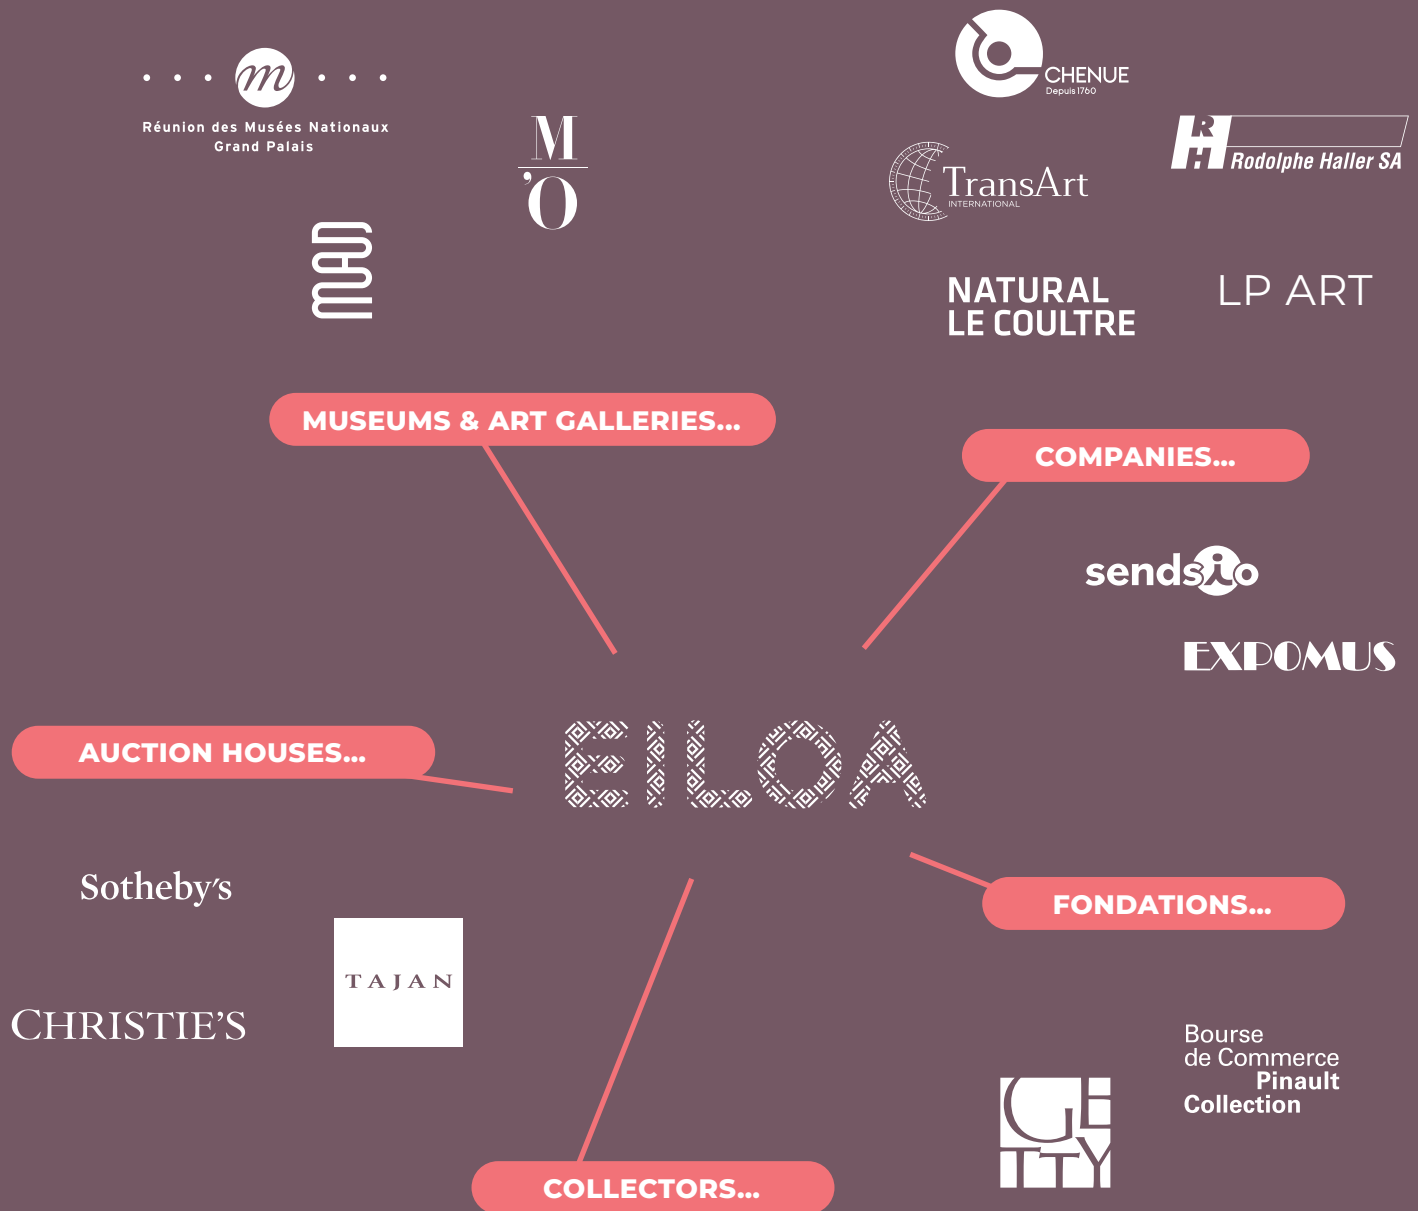 m
Réunion des Musées Nationaux
Grand Palais
M
'O
MAD
CHENUE
Depuis 1760
TransArt
INTERNATIONAL
RH.
Rodolphe Haller SA
NATURAL
LE COULTRE
LP ART
MUSEUMS & ART GALLERIES...
COMPANIES...
sendsio
EXPOMUS
AUCTION HOUSES...
EILOA
Sotheby's
TAJAN
CHRISTIE'S
FONDATIONS...
Bourse
de Commerce
Pinault
Collection
GETTY
COLLECTORS...